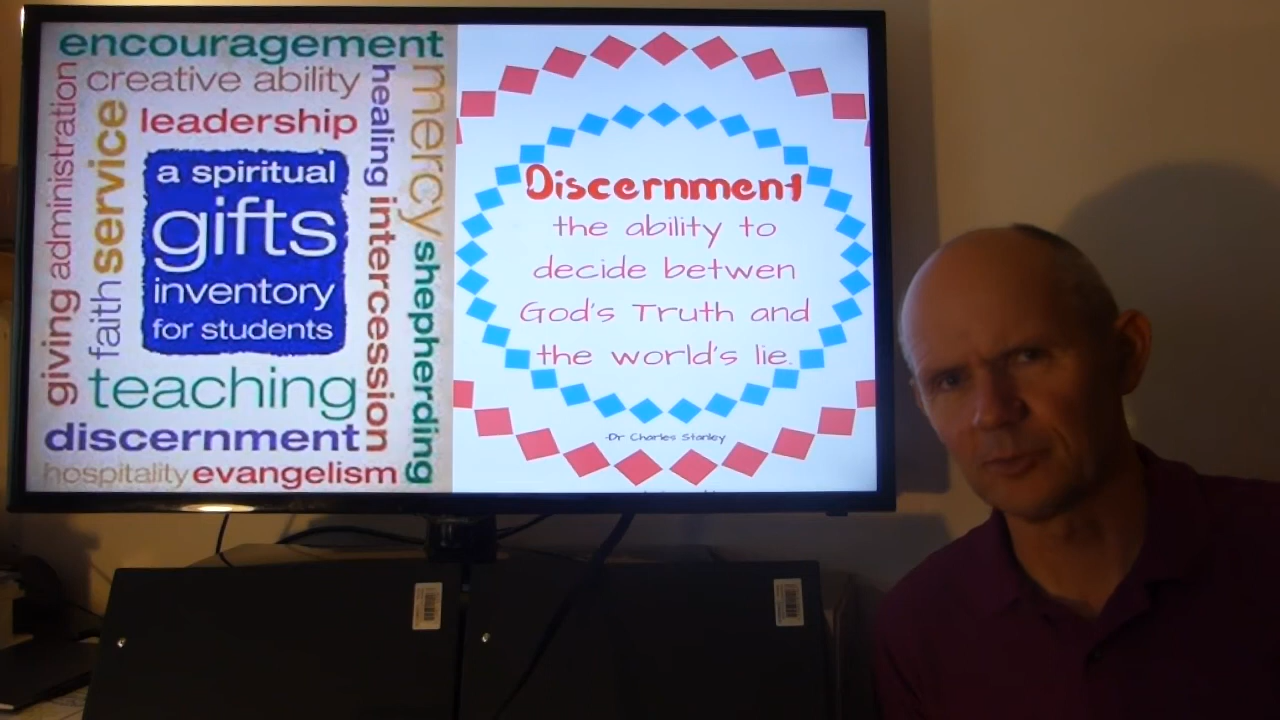 encouragement
creative ability
leadership
giving administration
faith service
a spiritual
gifts
inventory
for students
healing intercession
mercy shepherding
teaching
discernment
hospitality evangelism
Discernment
the ability to
decide betwen
God's Truth and
the world's lie.
-Dr Charles Stanley